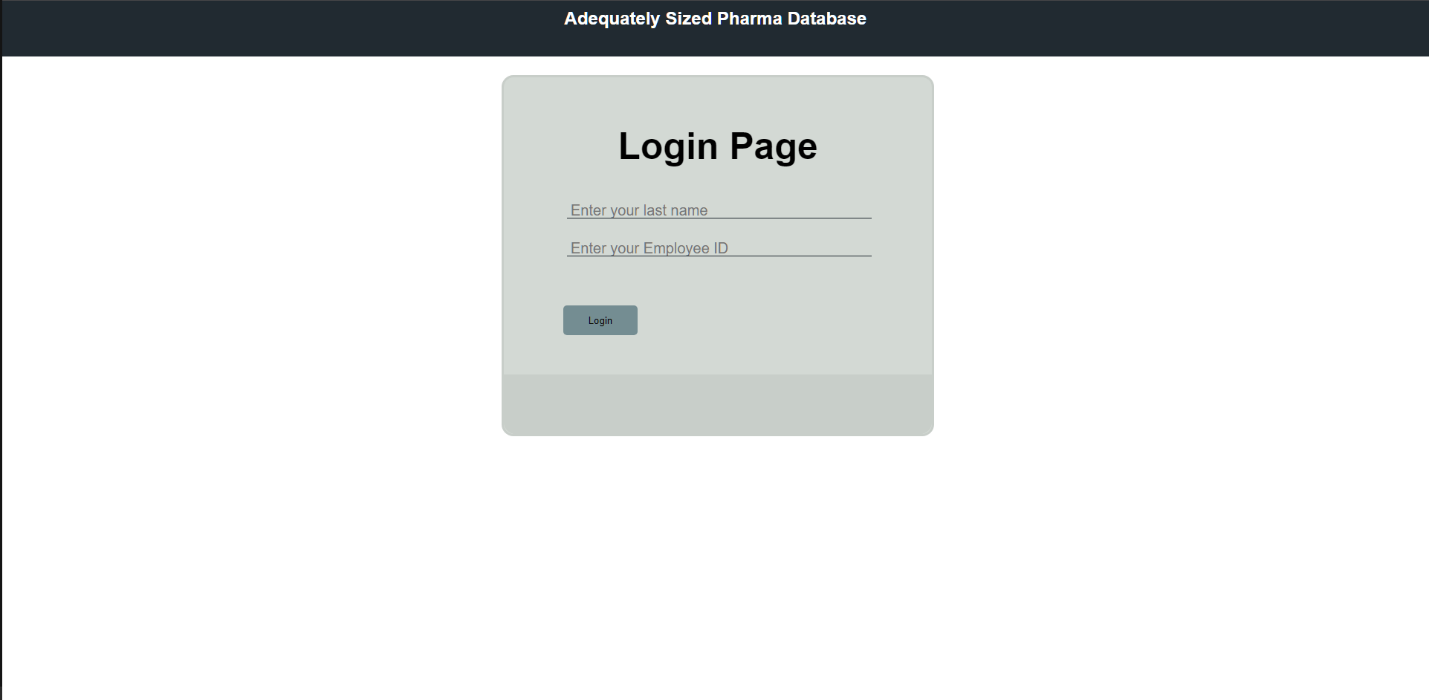 Adequately Sized Pharma Database
Login Page
Enter your last name
Enter your Employee ID
Login